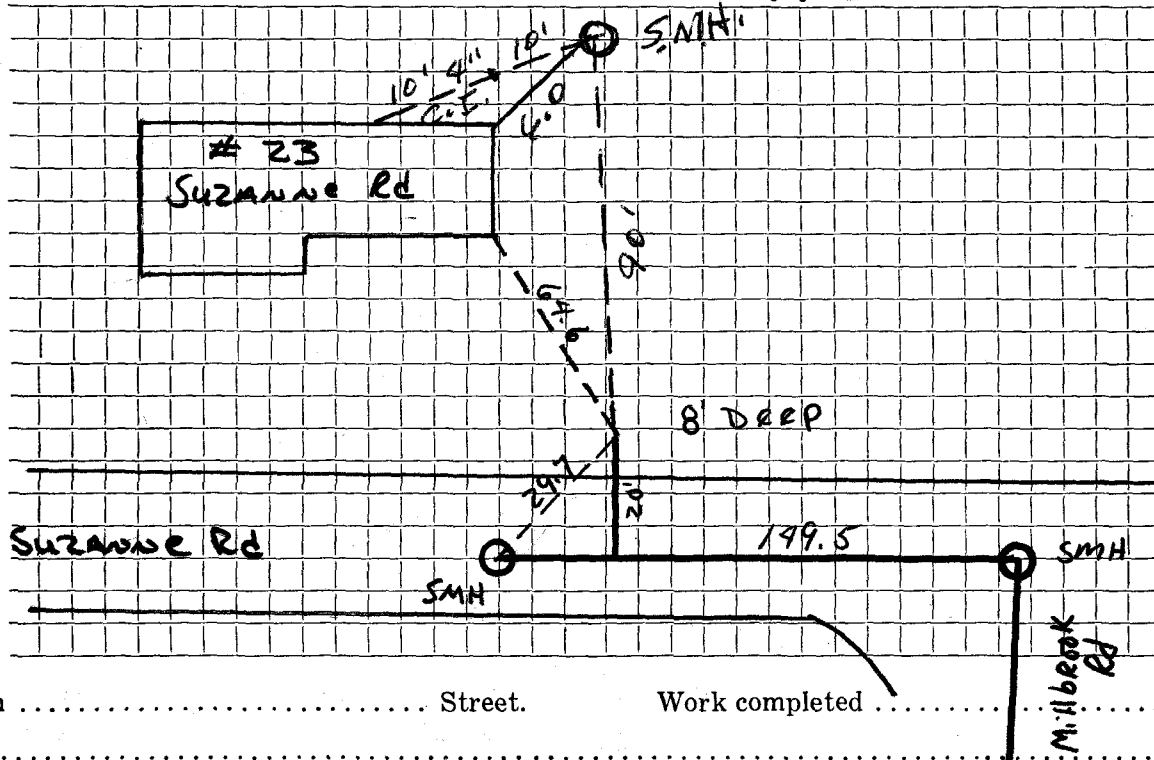 S.M.H.
10' 4" 10'
C.I.
4'0
# 23
Suzanne Rd
90'
8' Deep
29.7
20'
Suzanne Rd
149.5
SMH
SMH
Millbrook
Rd
Street. Work completed